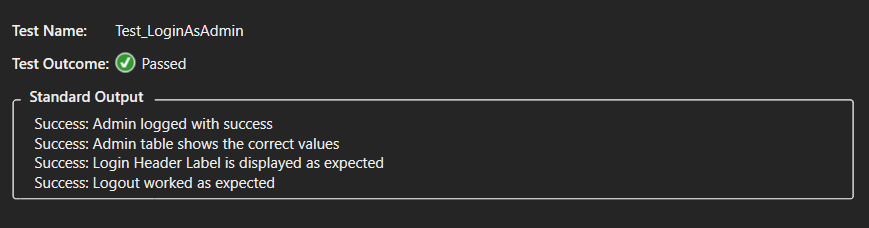 Test Name: Test_LoginAsAdmin
Test Outcome: Passed
Standard Output
Success: Admin logged with success
Success: Admin table shows the correct values
Success: Login Header Label is displayed as expected
Success: Logout worked as expected